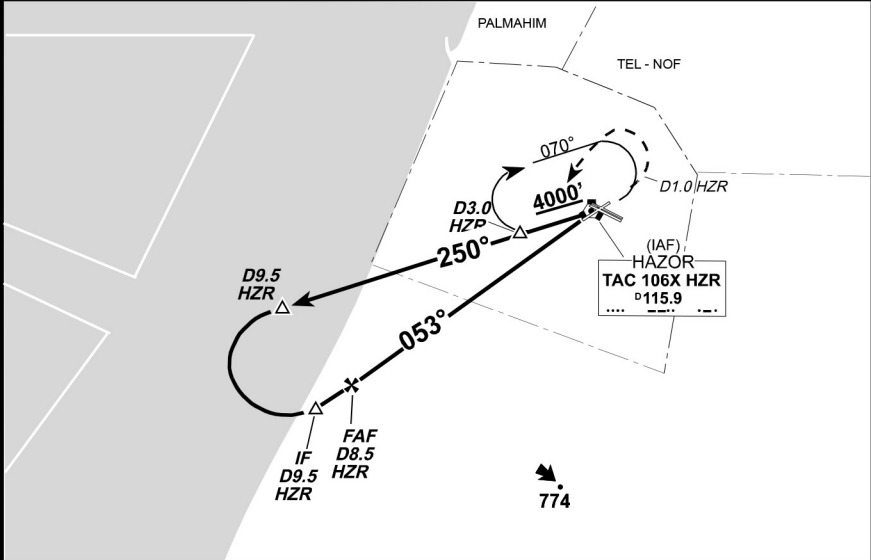 PALMAHIM
TEL - NOF
070°
4000'
D1.0 HZR
D3.0
HZR
250°
(IAF)
HAZOR
TAC 106X HZR
D115.9
.... --.. .-.
D9.5
HZR
053°
FAF
D8.5
HZR
IF
D9.5
HZR
774